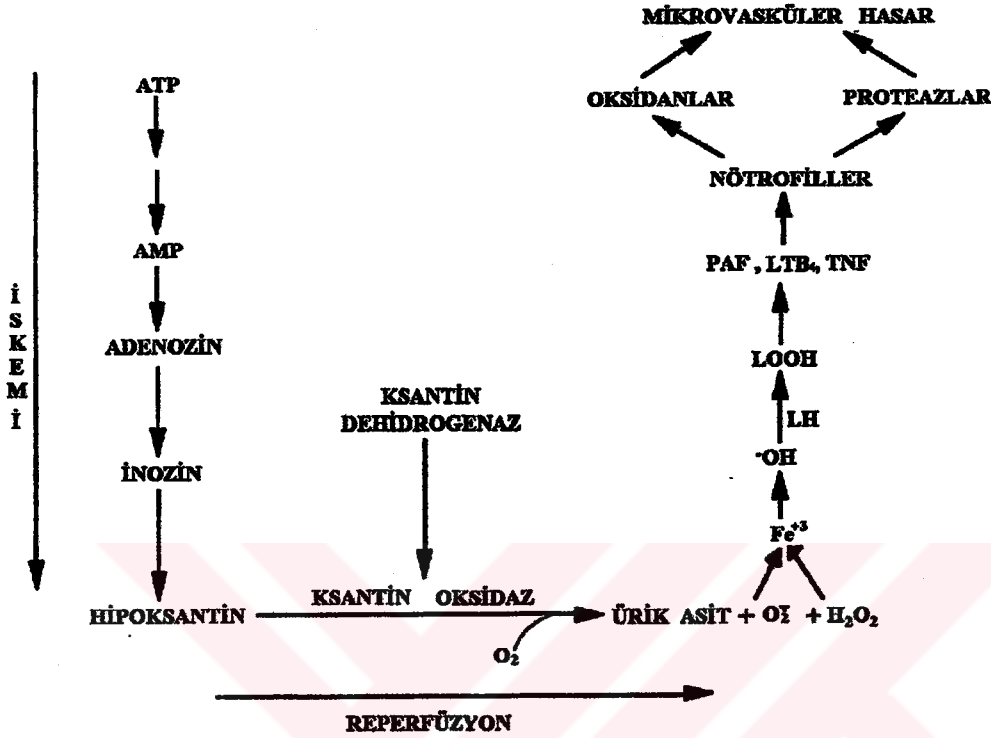 MİKROVASKÜLER HASAR
OKSİDANLAR
PROTEAZLAR
NÖTROFİLLER
PAF , LTB₄, TNF
LOOH
LH
·OH
Fe⁺³
İSKEMİ
ATP
AMP
ADENOZİN
İNOZİN
KSANTİN
DEHİDROGENAZ
HİPOKSANTİN
KSANTİN OKSİDAZ
ÜRİK ASİT + O₂⁻ + H₂O₂
O₂
REPERFÜZYON